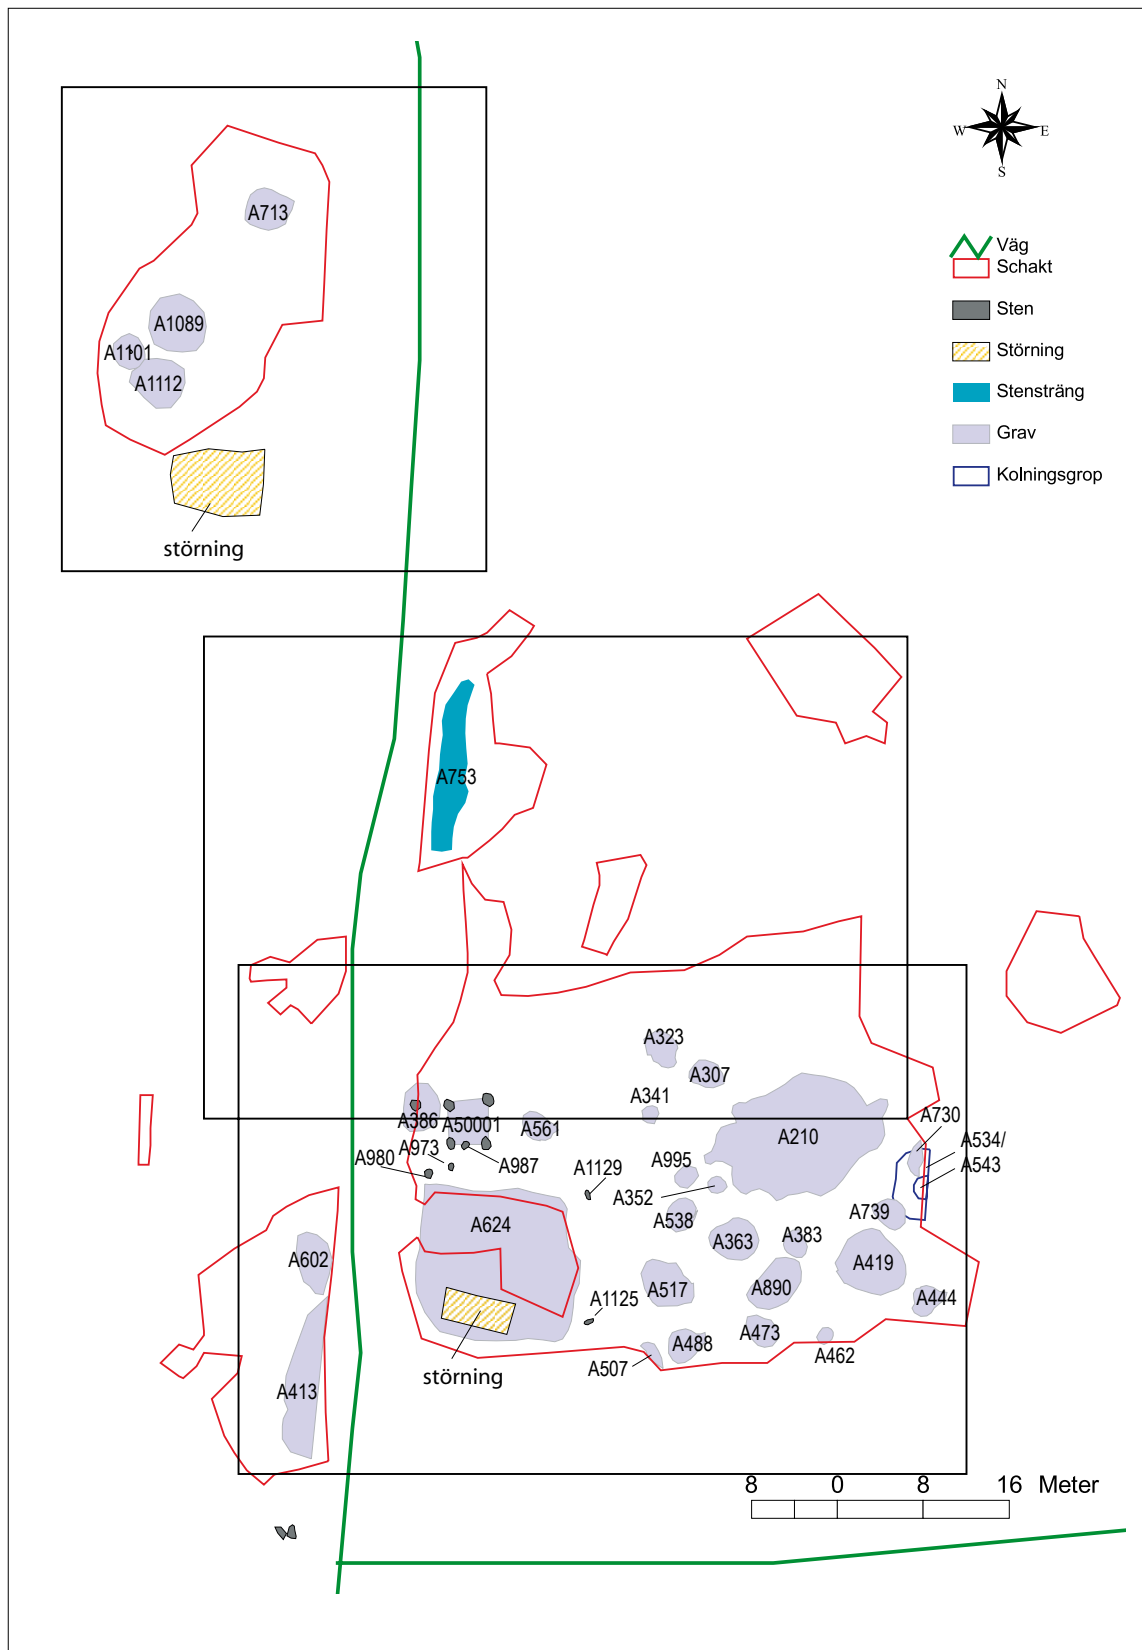 N
W E
S
Väg
Schakt
Sten
Störning
Stensträng
Grav
Kolningsgrop
A713
A1089
A1101
A1112
störning
A753
A323
A307
A341
A386
A50001
A561
A210
A730
A534/
A543
A973
A980
A987
A1129
A995
A352
A538
A739
A624
A363
A383
A602
A419
A517
A890
A444
A1125
A488
A473
A462
A507
störning
A413
8 0 8 16 Meter